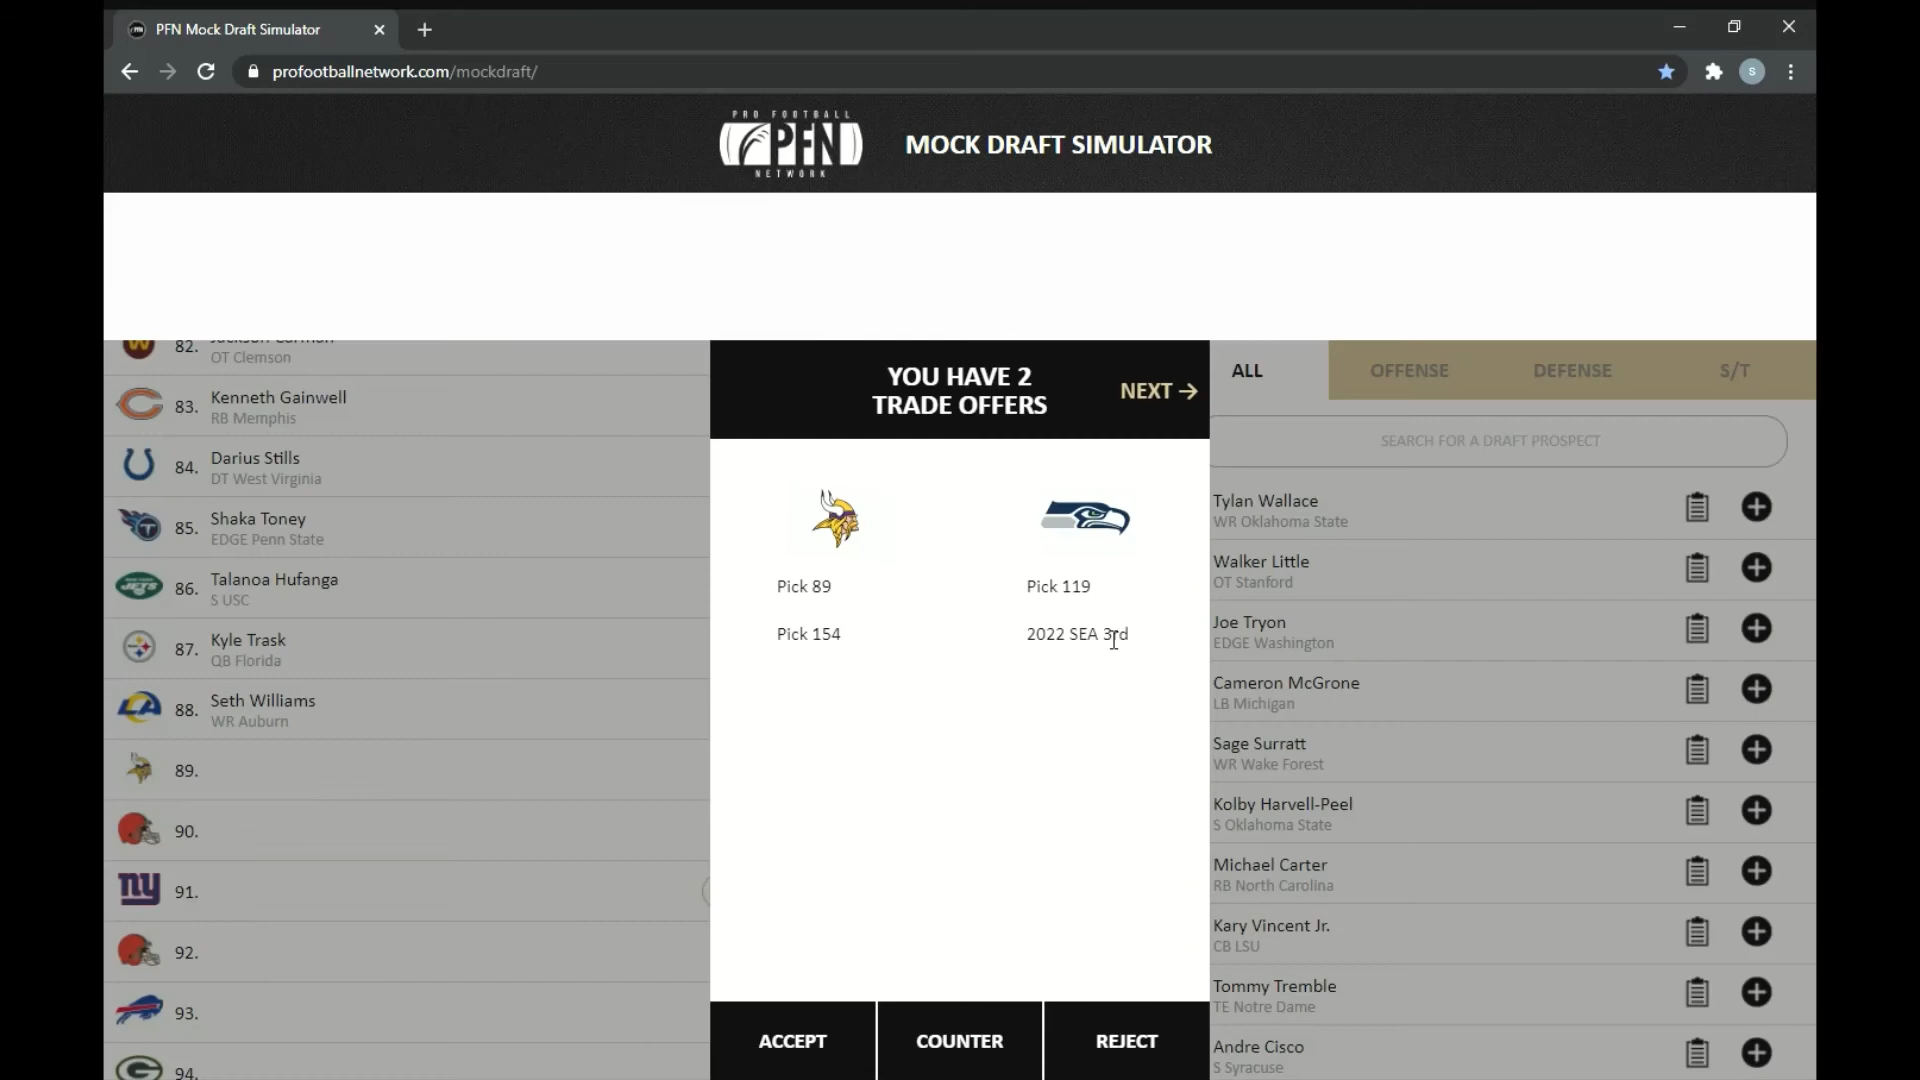 PFN Mock Draft Simulator
profootballnetwork.com/mockdraft/
S
PRO FOOTBALL
PFN
NETWORK
MOCK DRAFT SIMULATOR
82. Jackson Carman
OT Clemson
83. Kenneth Gainwell
RB Memphis
84. Darius Stills
DT West Virginia
85. Shaka Toney
EDGE Penn State
86. Talanoa Hufanga
S USC
87. Kyle Trask
QB Florida
88. Seth Williams
WR Auburn
89.
90.
91.
92.
93.
94.
YOU HAVE 2
TRADE OFFERS
NEXT →
Pick 89
Pick 119
Pick 154
2022 SEA 3rd
ACCEPT
COUNTER
REJECT
ALL
OFFENSE
DEFENSE
S/T
SEARCH FOR A DRAFT PROSPECT
Tylan Wallace
WR Oklahoma State
Walker Little
OT Stanford
Joe Tryon
EDGE Washington
Cameron McGrone
LB Michigan
Sage Surratt
WR Wake Forest
Kolby Harvell-Peel
S Oklahoma State
Michael Carter
RB North Carolina
Kary Vincent Jr.
CB LSU
Tommy Tremble
TE Notre Dame
Andre Cisco
S Syracuse